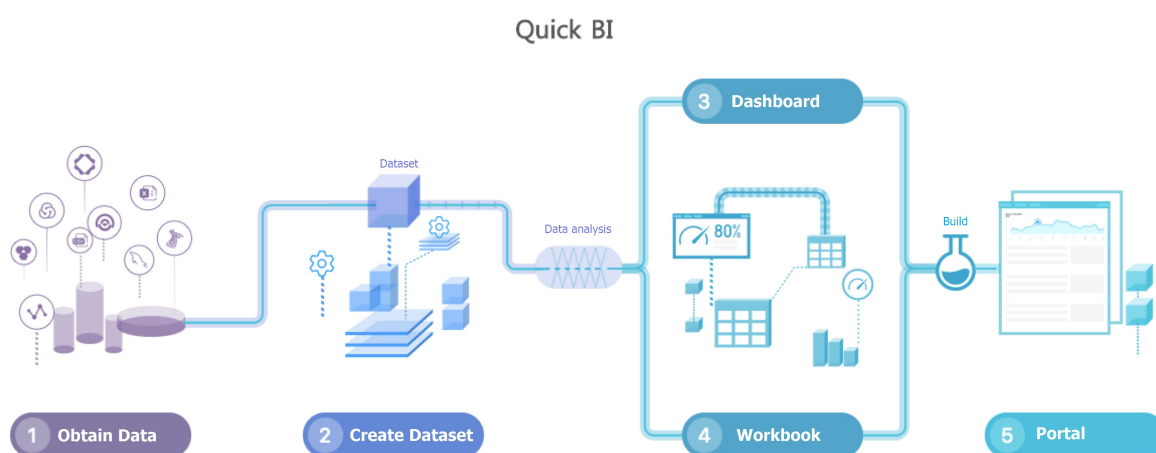 Quick BI
3 Dashboard
Dataset
Data analysis
80%
Build
1 Obtain Data
2 Create Dataset
4 Workbook
5 Portal